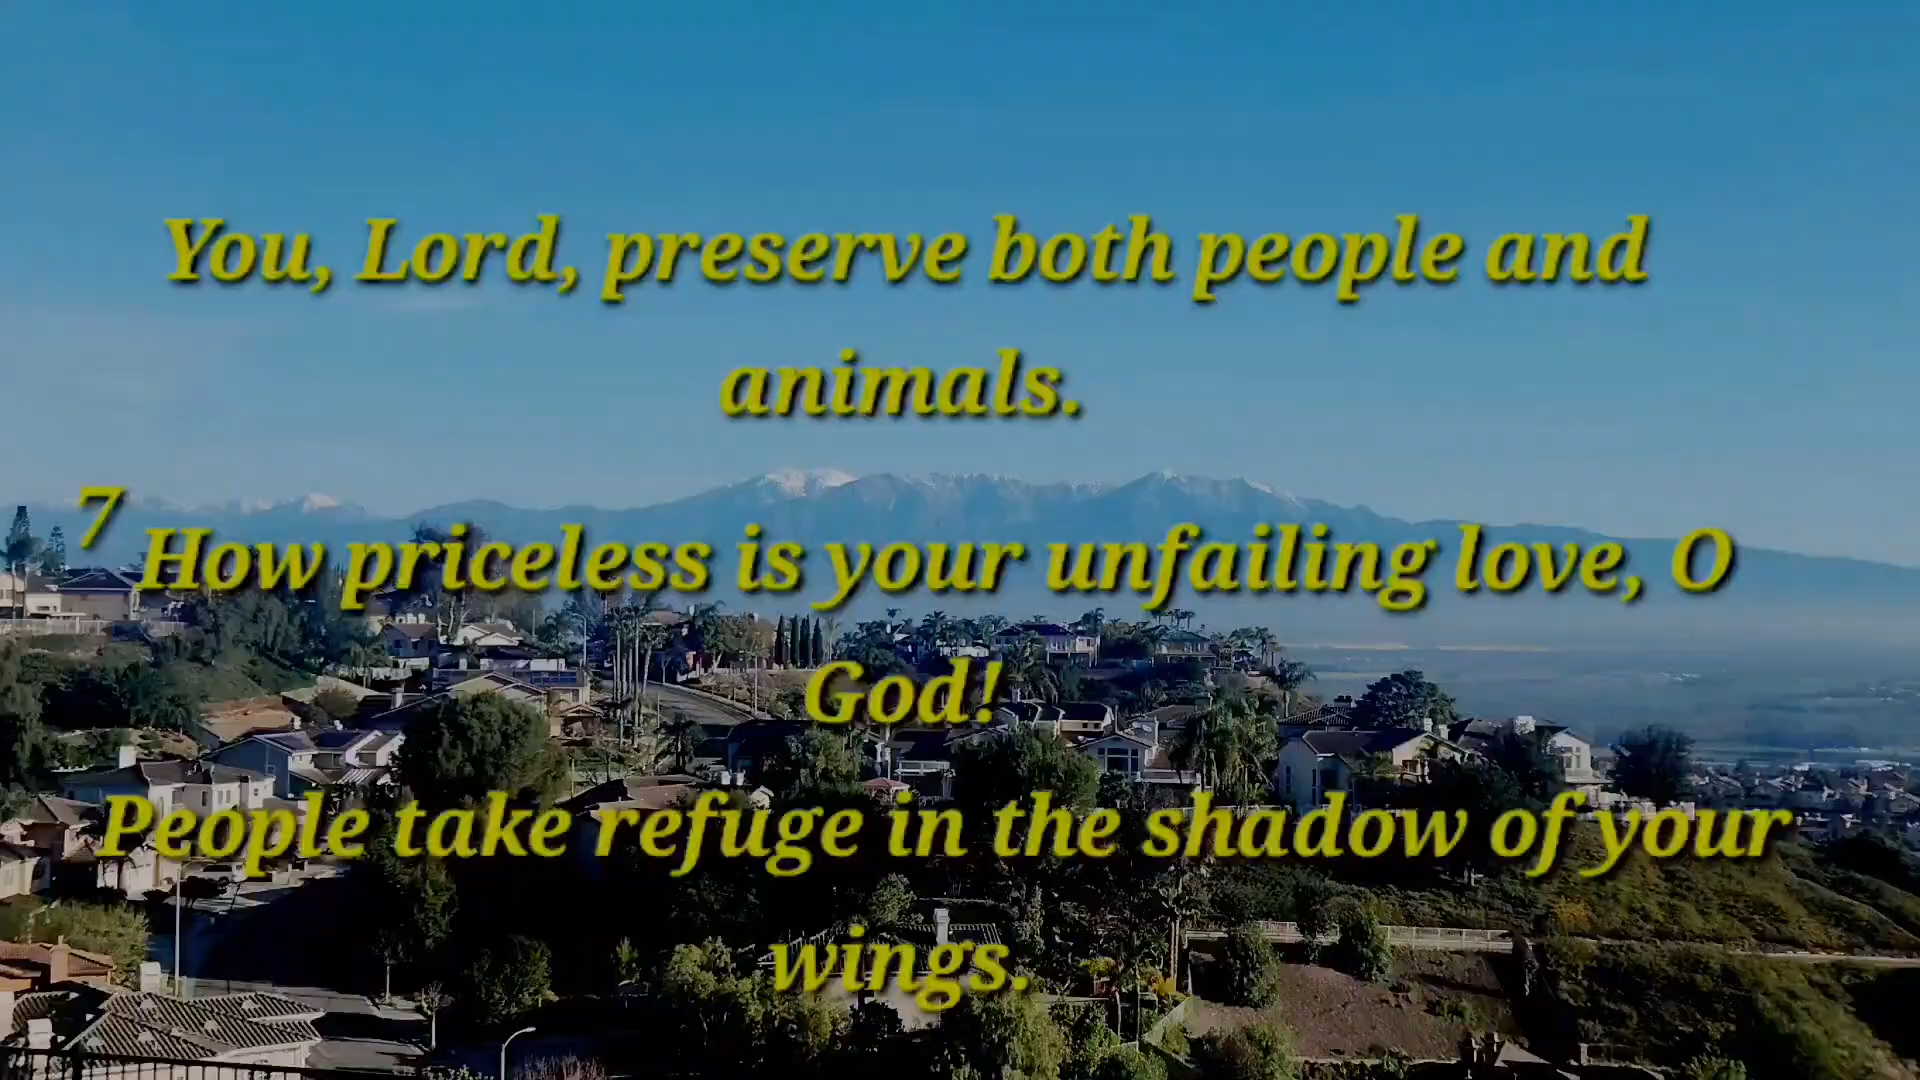 You, Lord, preserve both people and
animals.
7 How priceless is your unfailing love, O
God!
People take refuge in the shadow of your
wings.